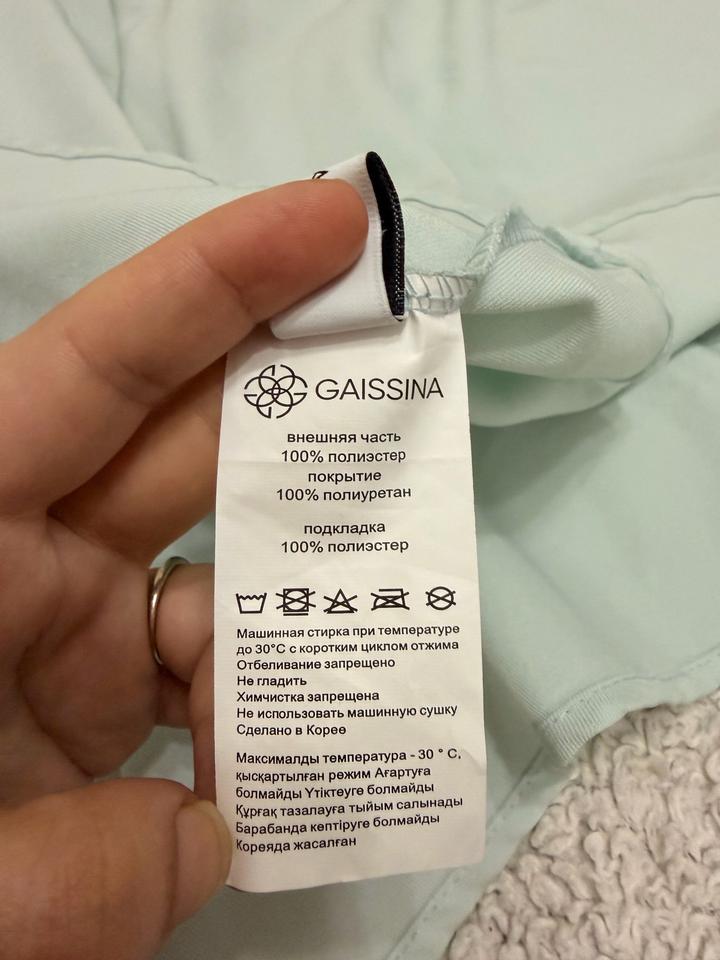 GAISSINA
внешняя часть
100% полиэстер
покрытие
100% полиуретан
подкладка
100% полиэстер
Машинная стирка при температуре
до 30°C с коротким циклом отжима
Отбеливание запрещено
Не гладить
Химчистка запрещена
Не использовать машинную сушку
Сделано в Корее
Максималды температура - 30 ° C,
қысқартылған режим Ағартуға
болмайды Үтіктеуге болмайды
Құрғақ тазалауға тыйым салынады
Барабанда кептіруге болмайды
Кореяда жасалған